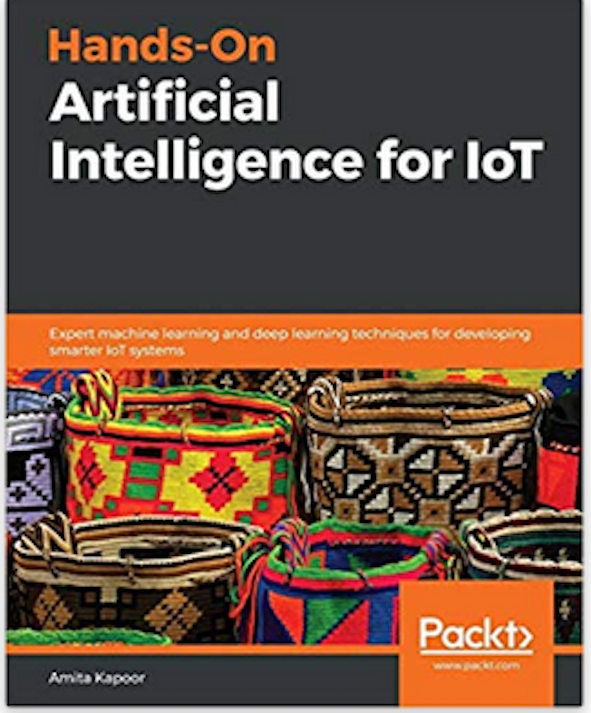 Hands-On
Artificial
Intelligence for IoT
Expert machine learning and deep learning techniques for developing
smarter IoT systems
Packt>
www.packt.com
Amita Kapoor